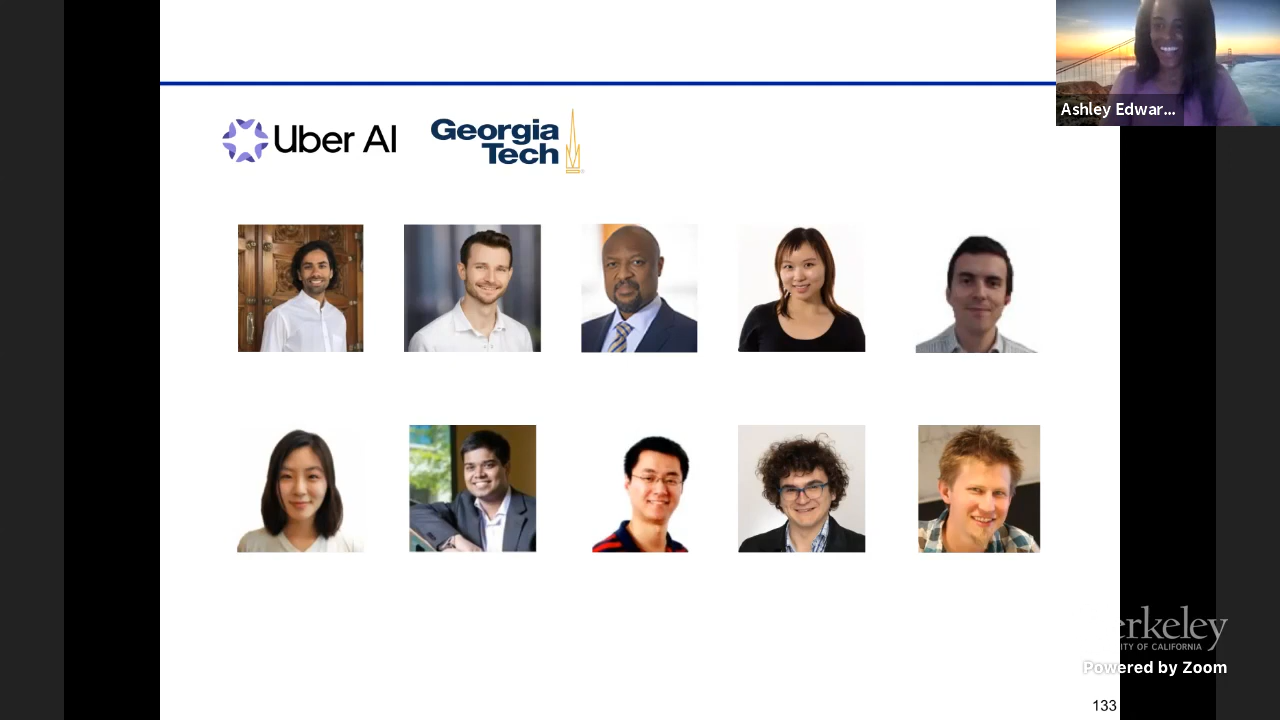 Uber AI
Georgia
Tech
Ashley Edwar...
erkeley
ITY OF CALIFORNIA
Powered by Zoom
133